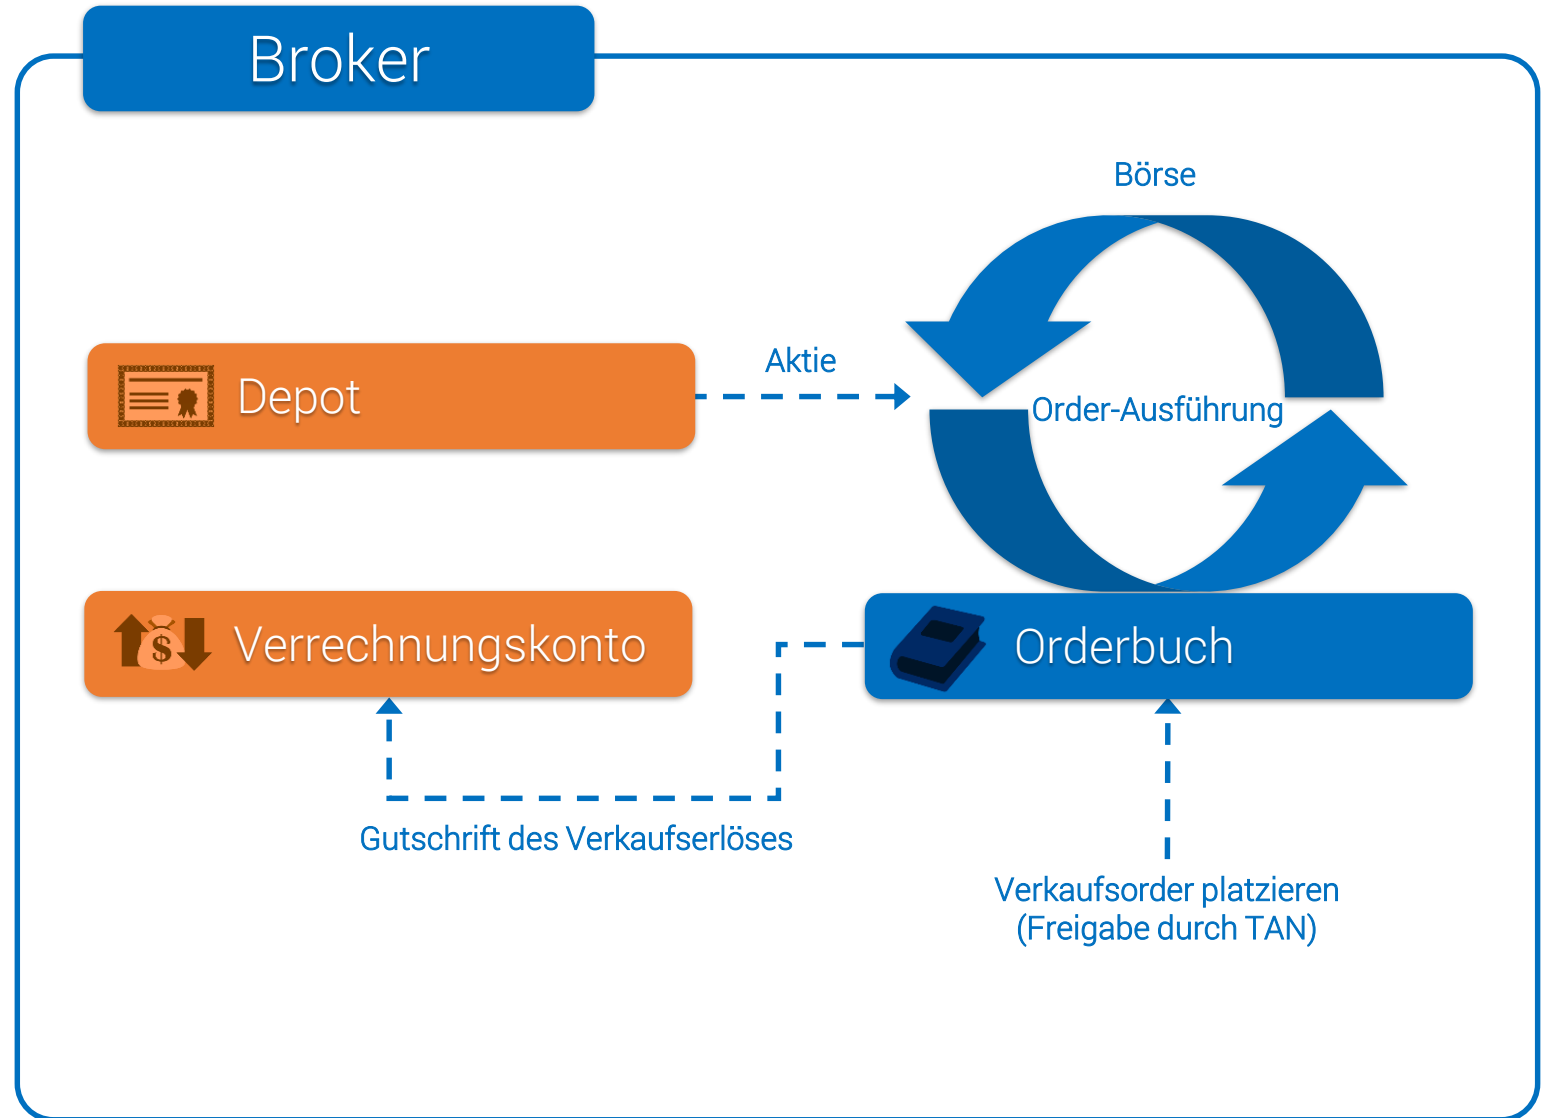 Broker
Börse
Aktie
Depot
Order-Ausführung
$
Verrechnungskonto
Orderbuch
Gutschrift des Verkaufserlöses
Verkaufsorder platzieren
(Freigabe durch TAN)